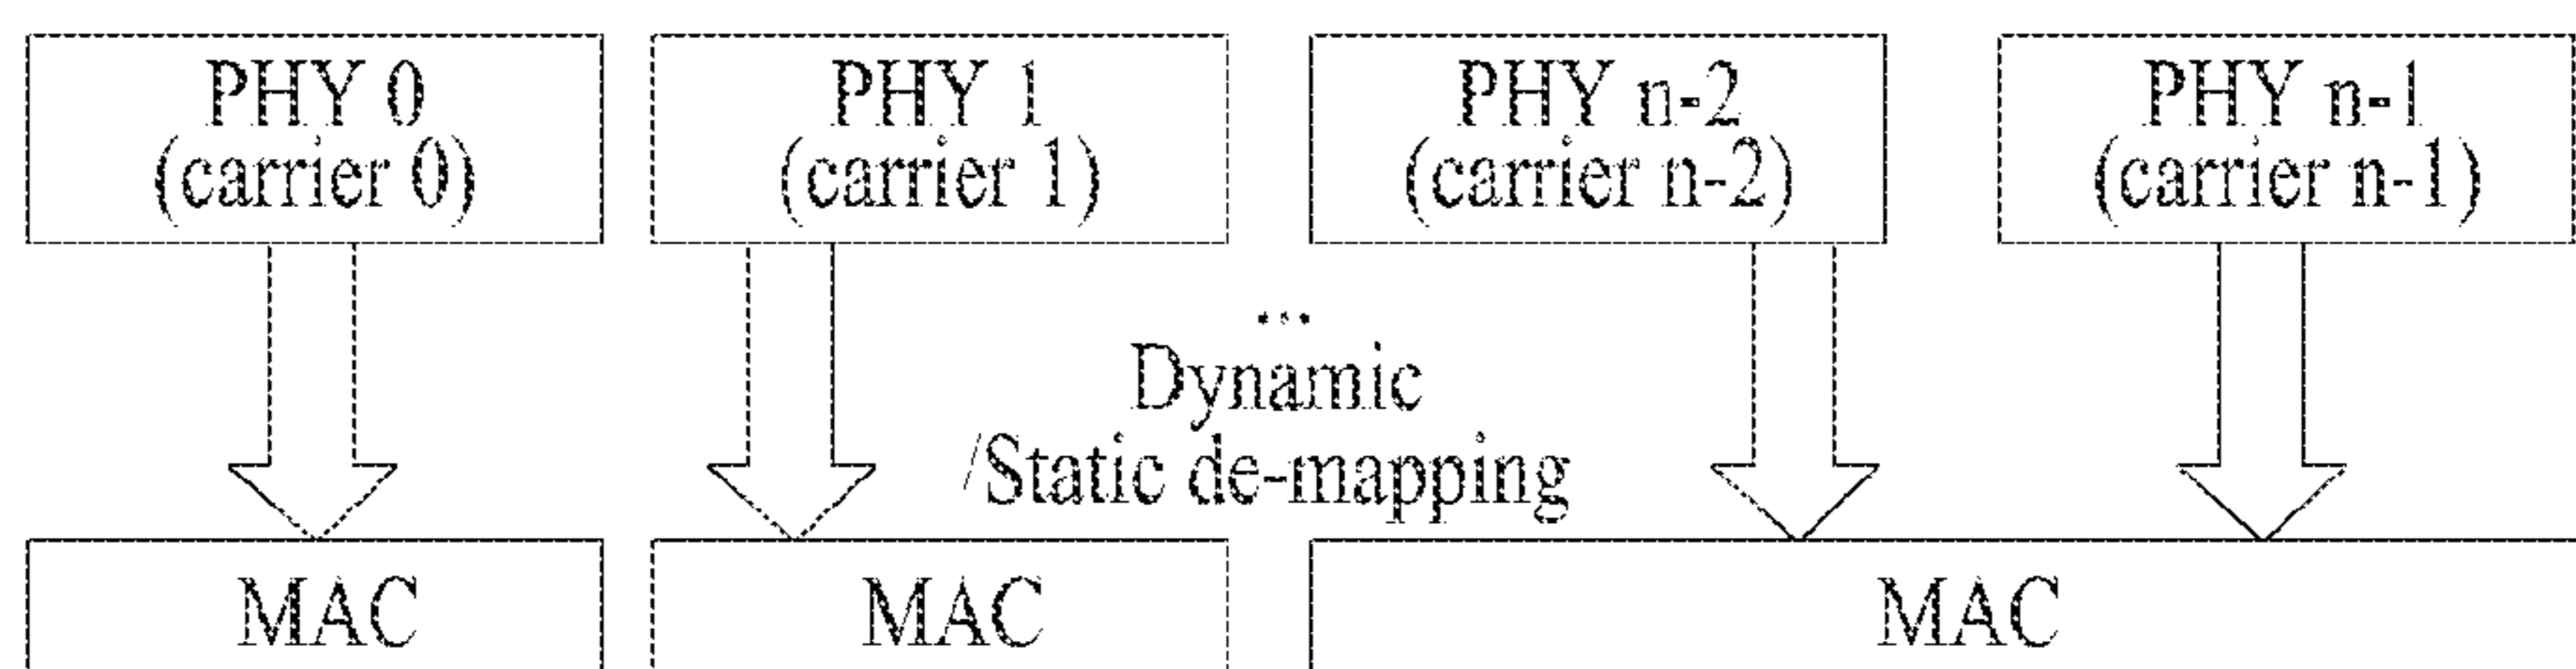 PHY 0
(carrier 0)
PHY 1
(carrier 1)
PHY n-2
(carrier n-2)
PHY n-1
(carrier n-1)
...
Dynamic
/Static de-mapping
MAC
MAC
MAC